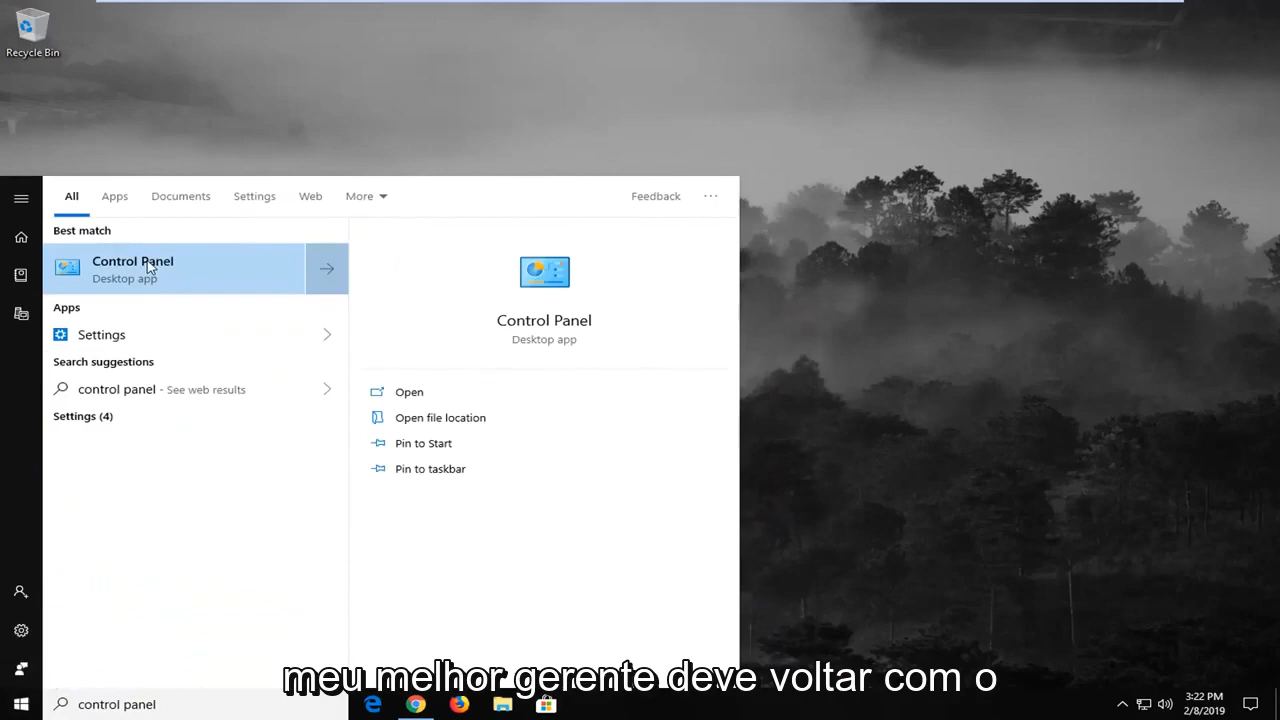 Recycle Bin
All Apps Documents Settings Web More Feedback ...
Best match
Control Panel
Desktop app
Apps
Settings
Search suggestions
control panel - See web results
Settings (4)
Control Panel
Desktop app
Open
Open file location
Pin to Start
Pin to taskbar
meu melhor gerente deve voltar com o
control panel
3:22 PM
2/8/2019